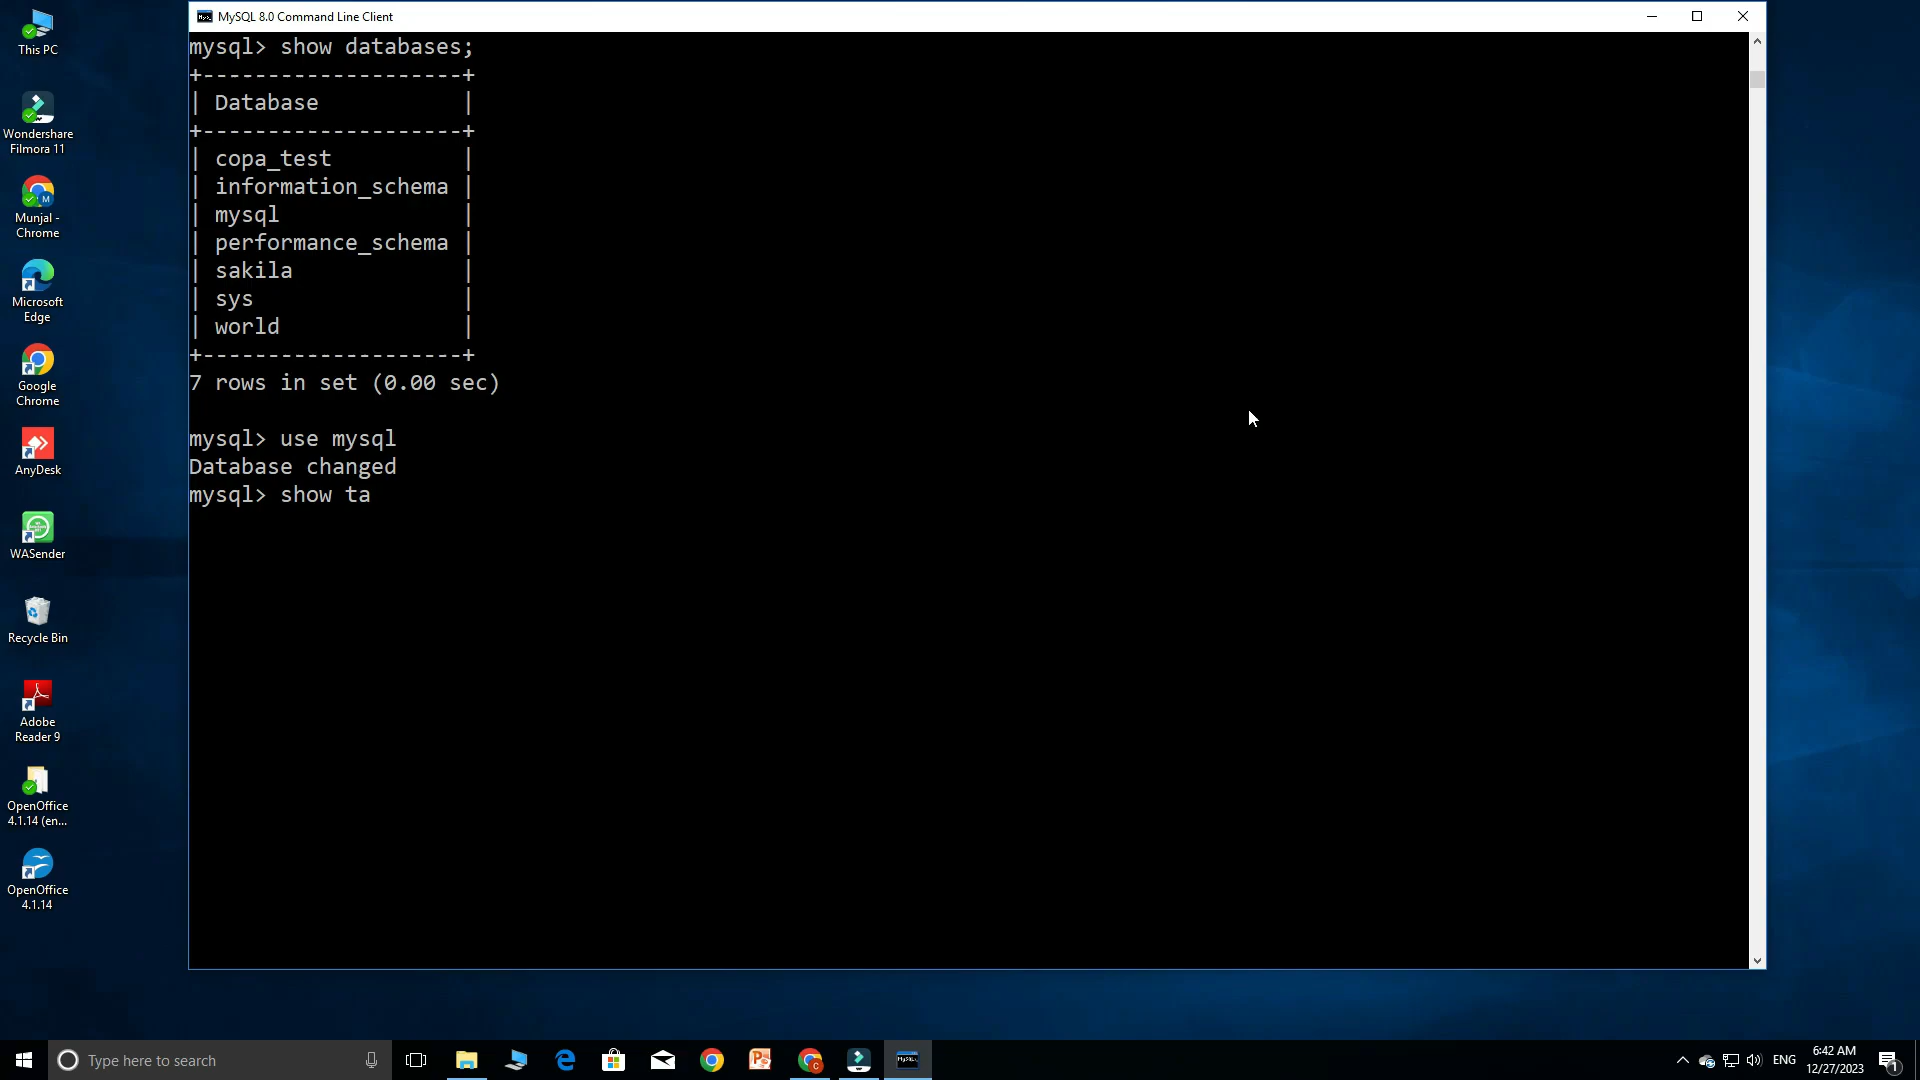 MySQL 8.0 Command Line Client
mysql> show databases;
+--------------------+
| Database           |
+--------------------+
| copa_test          |
| information_schema |
| mysql              |
| performance_schema |
| sakila             |
| sys                |
| world              |
+--------------------+
7 rows in set (0.00 sec)
mysql> use mysql
Database changed
mysql> show ta
This PC
Wondershare
Filmora 11
Munjal -
Chrome
Microsoft
Edge
Google
Chrome
AnyDesk
WASender
Recycle Bin
Adobe
Reader 9
OpenOffice
4.1.14 (en...
OpenOffice
4.1.14
Type here to search
ENG
6:42 AM
12/27/2023
1